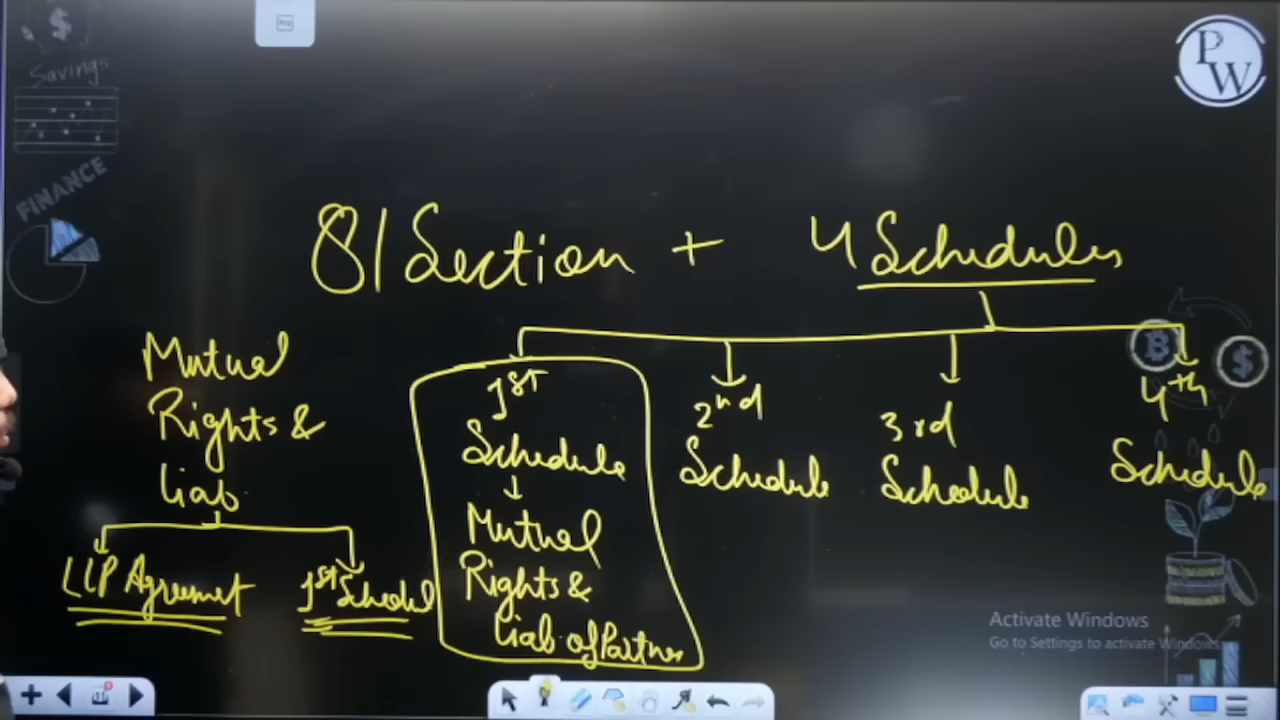 Savings
FINANCE
P
W
81 Section + 4 Schedules
Mutual
Rights &
Liab
LLP Agreement
1st Schedul
1st
Schedule
Mutual
Rights &
Liab. of Partner
2nd
Schedule
3rd
Schedule
4th
Schedule
Activate Windows
Go to Settings to activate Windows.